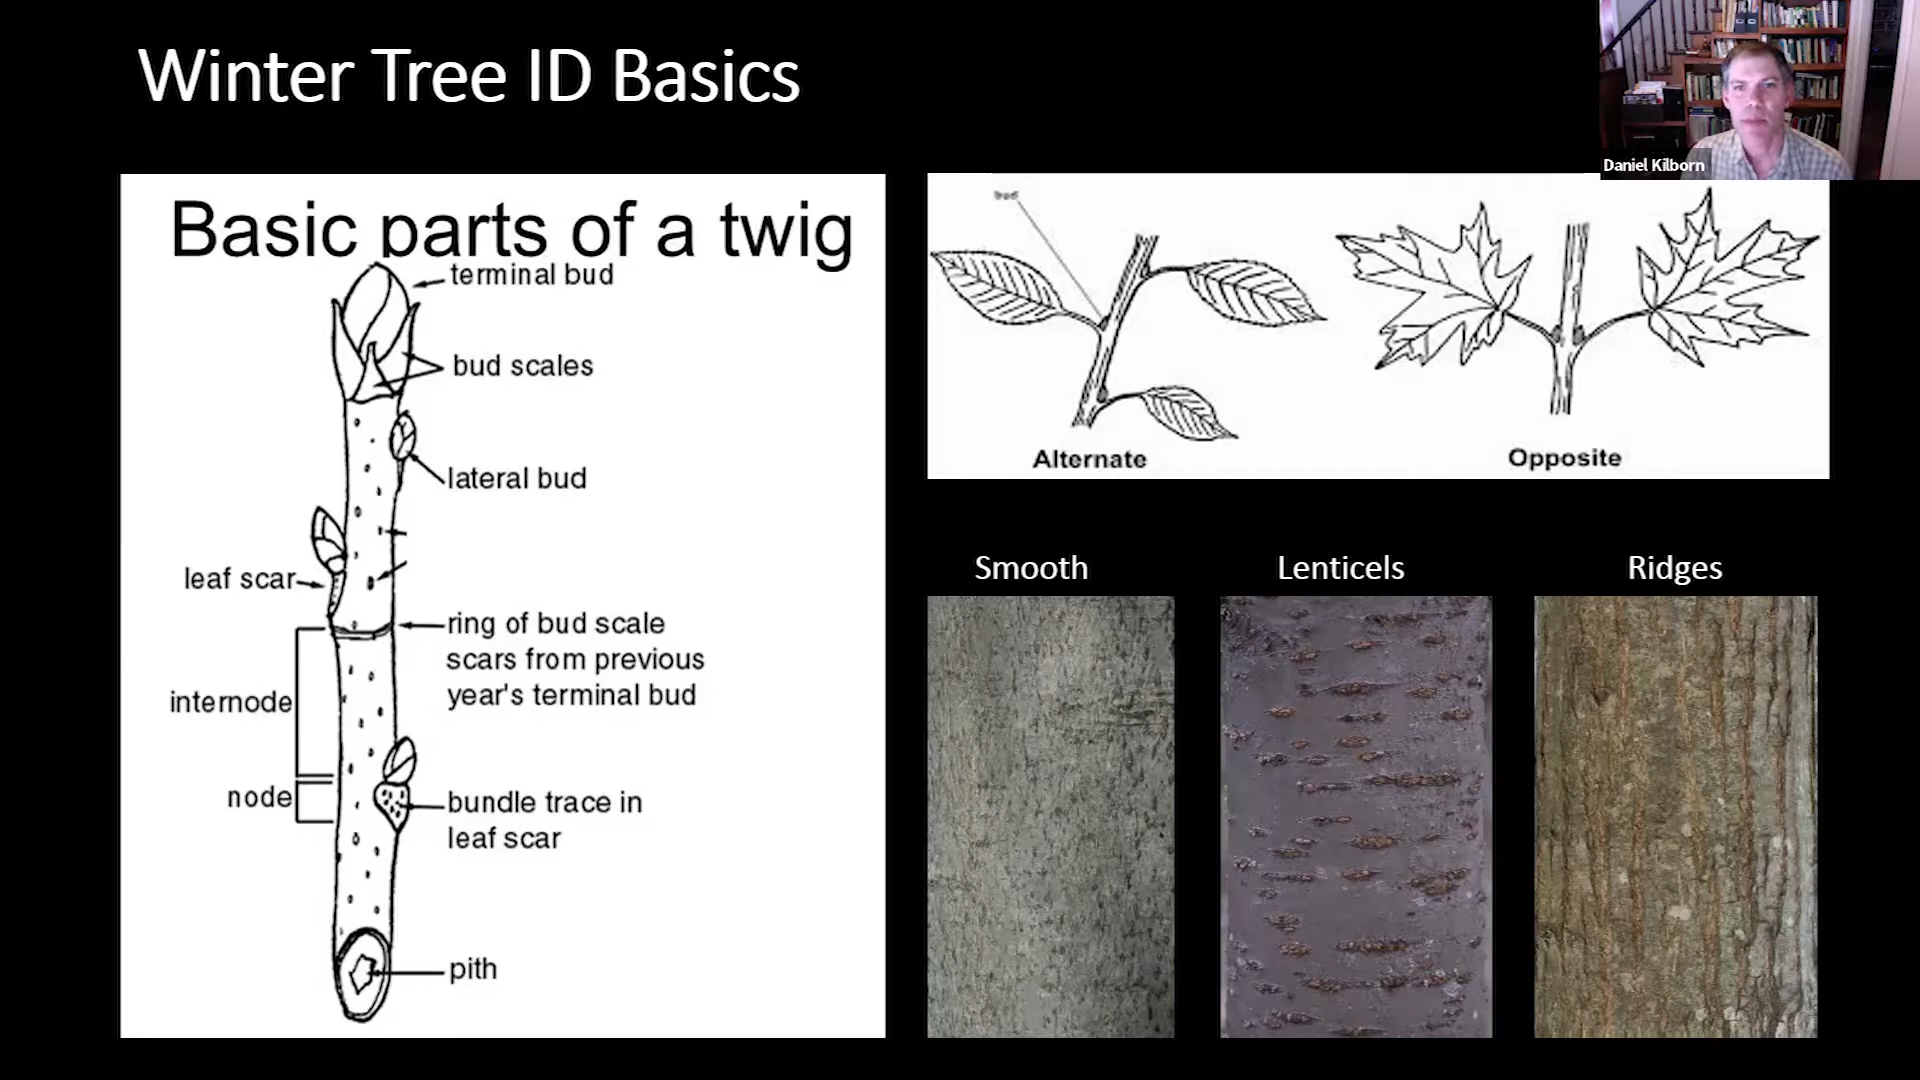 Winter Tree ID Basics
Daniel Kilborn
Basic parts of a twig
terminal bud
bud scales
lateral bud
leaf scar
ring of bud scale
scars from previous
year's terminal bud
internode
node
bundle trace in
leaf scar
pith
bud
Alternate
Opposite
Smooth
Lenticels
Ridges